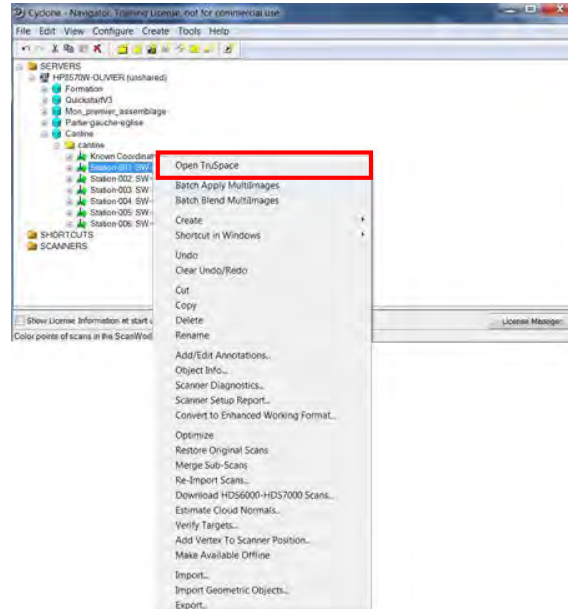 Cyclone - Navigator, Training License, not for commercial use
File Edit View Configure Create Tools Help
SERVERS
HP8570W-OLIVIER (unshared)
Formation
QuickstartV3
Mon_premier_assemblage
Partie-gauche-eglise
Cantine
cantine
Known Coordinat
Station-001: SW-
Station-002: SW-
Station-003: SW-
Station-004: SW-
Station-005: SW-
Station-006: SW-
SHORTCUTS
SCANNERS
Open TruSpace
Batch Apply MultiImages
Batch Blend MultiImages
Create
Shortcut in Windows
Undo
Clear Undo/Redo
Cut
Copy
Delete
Rename
Add/Edit Annotations...
Object Info...
Scanner Diagnostics...
Scanner Setup Report...
Convert to Enhanced Working Format...
Optimize
Restore Original Scans
Merge Sub-Scans
Re-Import Scans...
Download HDS6000-HDS7000 Scans...
Estimate Cloud Normals...
Verify Targets...
Add Vertex To Scanner Position...
Make Available Offline
Import...
Import Geometric Objects...
Export...
Show License Information at start
License Manager
Color points of scans in the ScanWorl